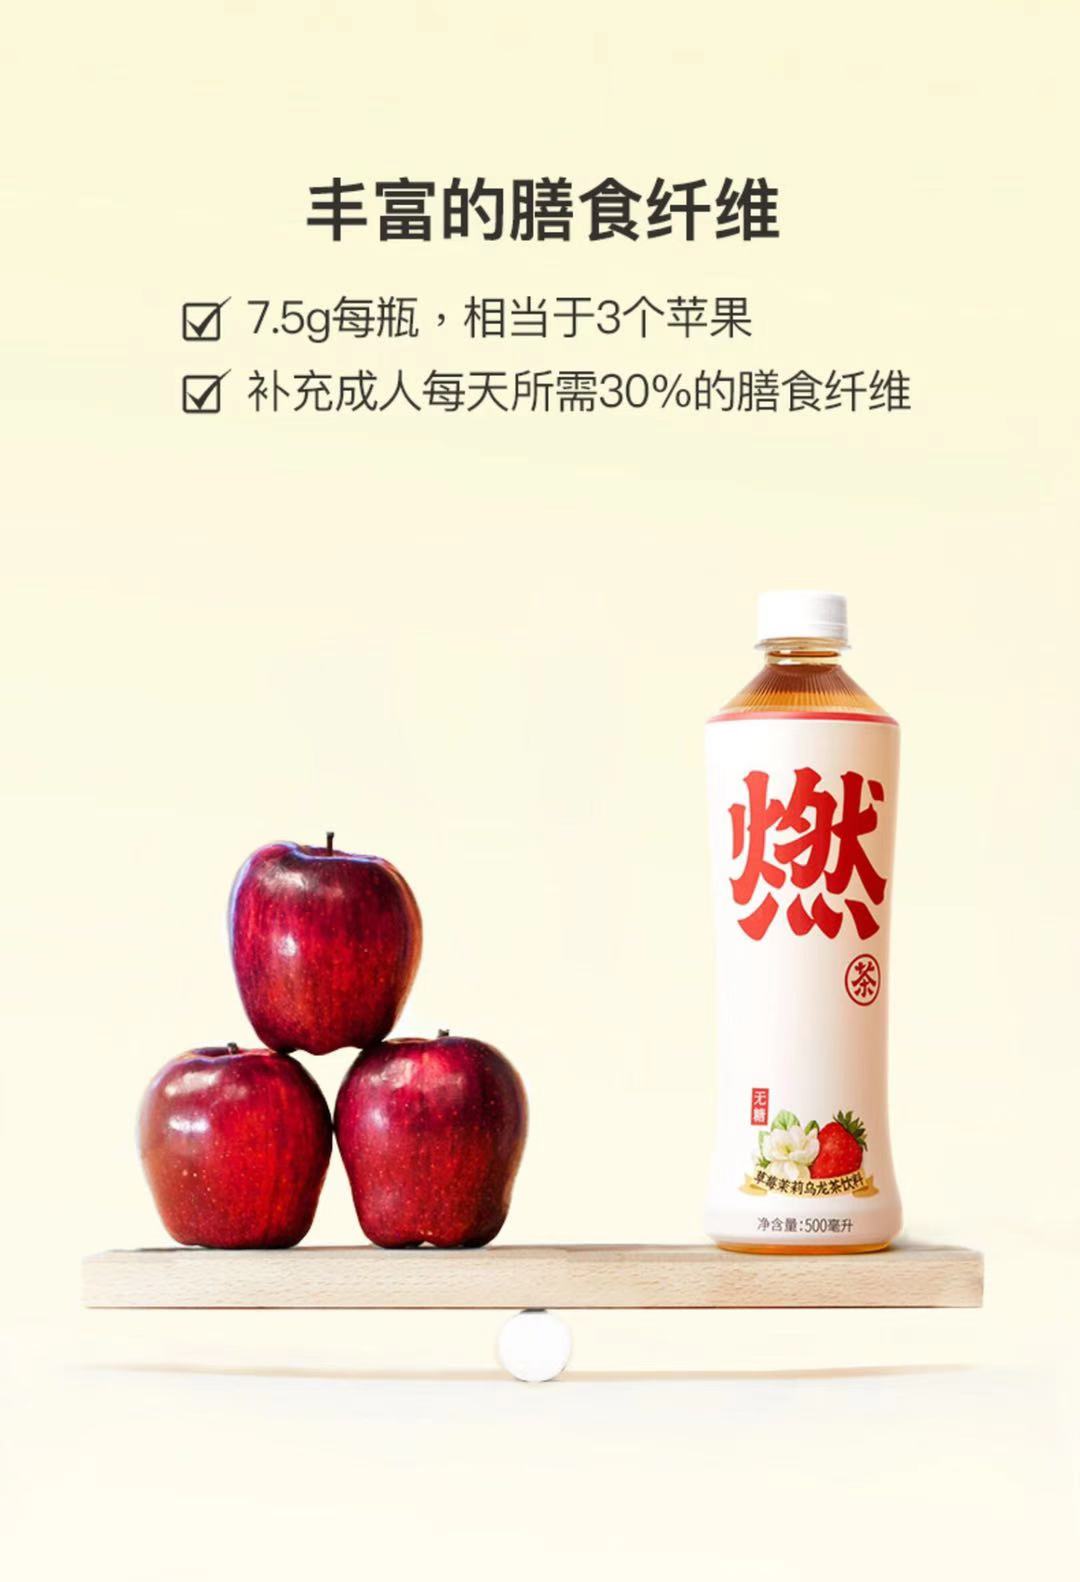 丰富的膳食纤维
7.5g每瓶，相当于3个苹果
补充成人每天所需30%的膳食纤维
燃
茶
无糖
草莓茉莉乌龙茶饮料
净含量:500毫升